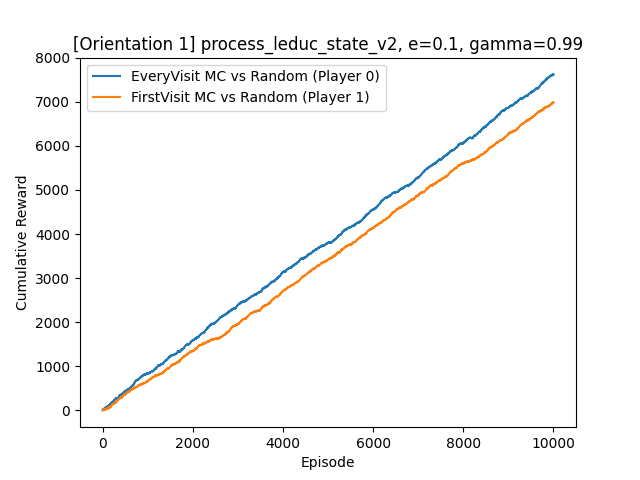 [Orientation 1] process_leduc_state_v2, e=0.1, gamma=0.99
EveryVisit MC vs Random (Player 0)
FirstVisit MC vs Random (Player 1)
Cumulative Reward
8000
7000
6000
5000
4000
3000
2000
1000
0
0 2000 4000 6000 8000 10000
Episode